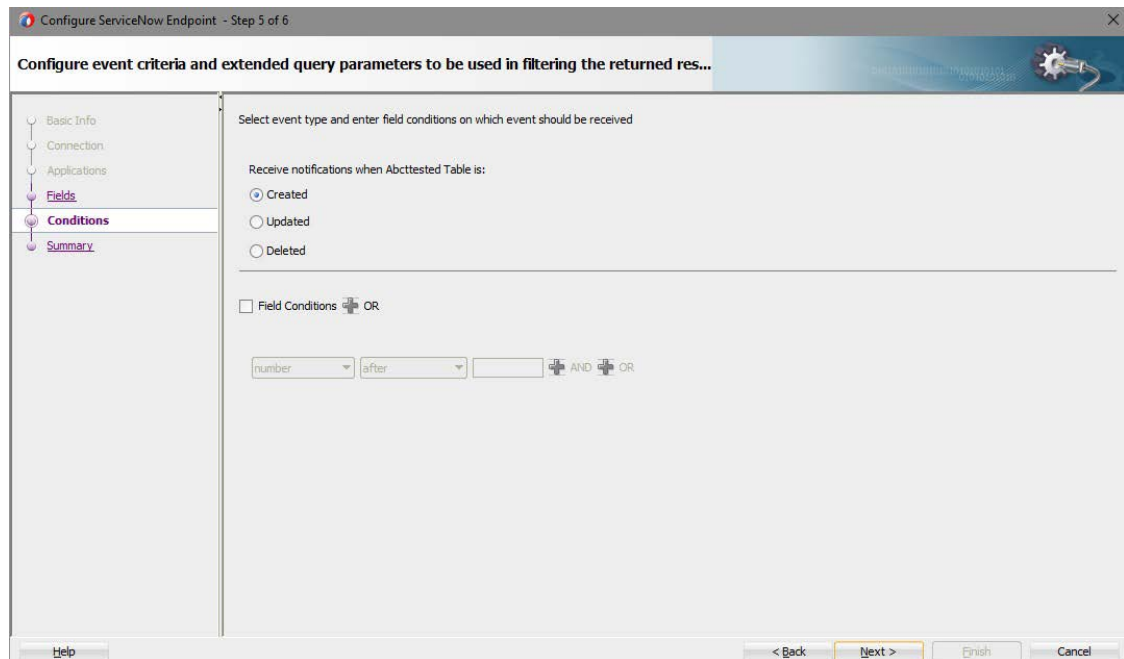 Configure ServiceNow Endpoint - Step 5 of 6
Configure event criteria and extended query parameters to be used in filtering the returned res...
Basic Info
Connection
Applications
Fields
Conditions
Summary
Select event type and enter field conditions on which event should be received
Receive notifications when Abcttested Table is:
Created
Updated
Deleted
Field Conditions OR
number after AND OR
Help < Back Next > Finish Cancel